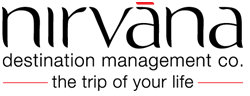 nirvāna
destination management co.
the trip of your life